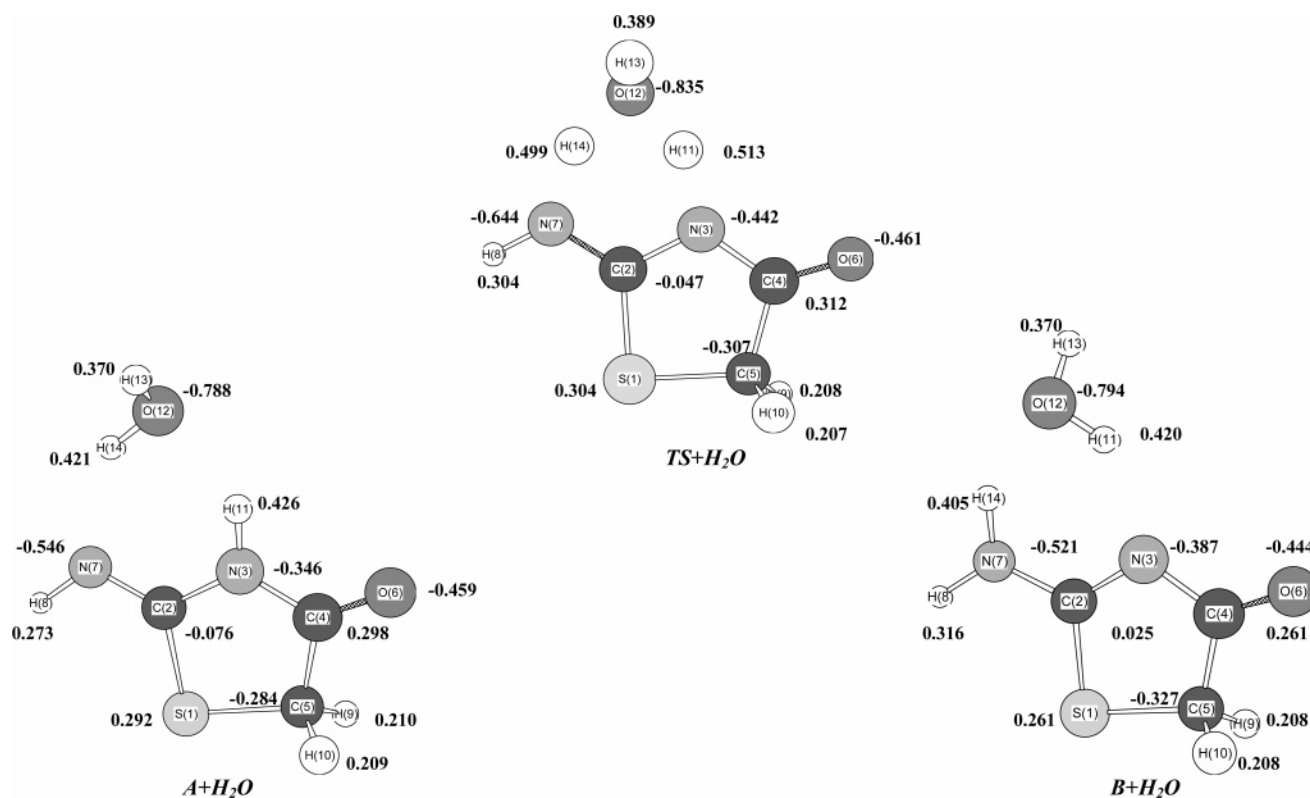 0.389
H(13)
O(12) -0.835
0.499 H(14) H(11) 0.513
-0.644 N(7) N(3) -0.442
-0.461
H(8) O(6)
0.304 C(2) -0.047 C(4)
0.312
-0.307
0.304 S(1) C(5) 0.208
H(10)
0.207
TS+H2O
0.370
H(13) -0.788
O(12)
H(14)
0.421
H(11) 0.426
-0.546
N(7) N(3) -0.346 O(6) -0.459
H(8) C(2) C(4)
0.273 -0.076 0.298
-0.284
0.292 S(1) C(5) H(9) 0.210
H(10)
0.209
A+H2O
0.370
H(13)
O(12) -0.794
H(11) 0.420
0.405 H(14)
N(7) -0.521 N(3) -0.387 -0.444
H(8) C(2) C(4) O(6)
0.316 0.025 0.261
-0.327
0.261 S(1) C(5) H(9) 0.208
H(10) 0.208
B+H2O